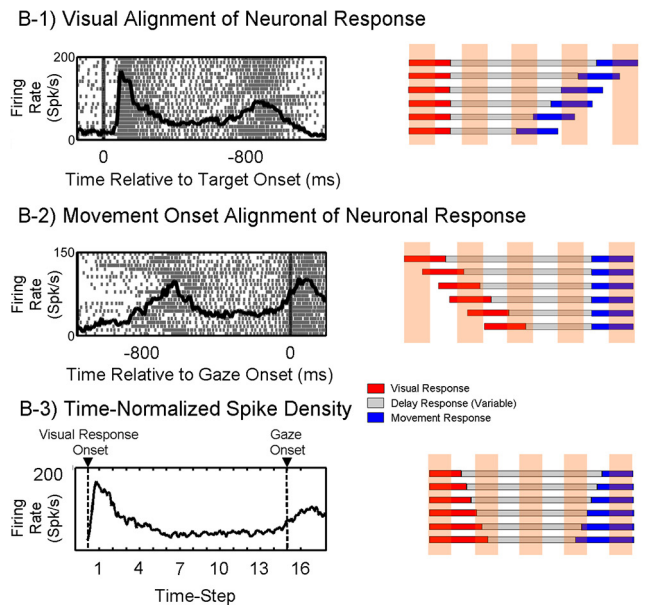 B-1) Visual Alignment of Neuronal Response
200
Firing
Rate
(Spk/s)
0
0
-800
Time Relative to Target Onset (ms)
B-2) Movement Onset Alignment of Neuronal Response
150
Firing
Rate
(Spk/s)
0
-800
0
Time Relative to Gaze Onset (ms)
Visual Response
Delay Response (Variable)
Movement Response
B-3) Time-Normalized Spike Density
Visual Response
Onset
Gaze
Onset
200
Firing
Rate
(Spk/s)
1 4 7 10 13 16
Time-Step